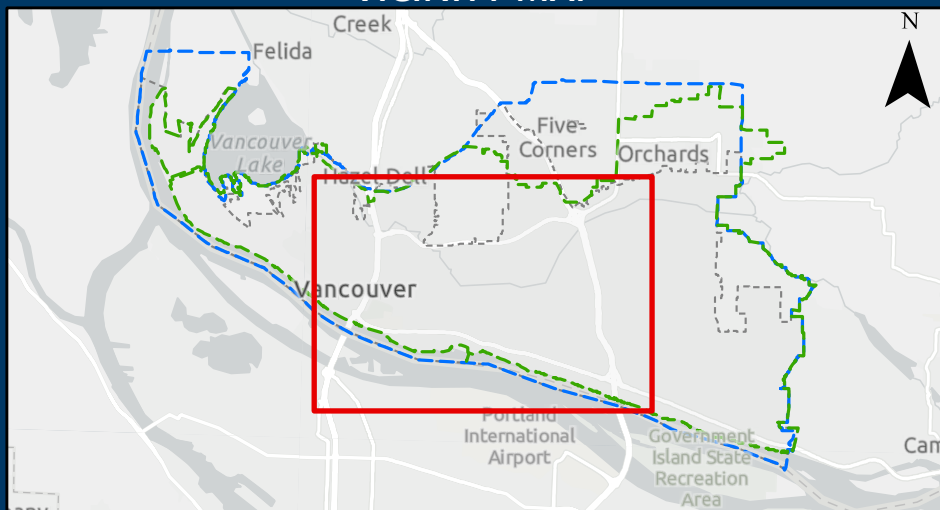 Creek
N
Felida
Five-
Corners
Vancouver
Lake
Orchards
Hazel Dell
Vancouver
Portland
International
Airport
Government
Island State
Recreation
Area
Cam